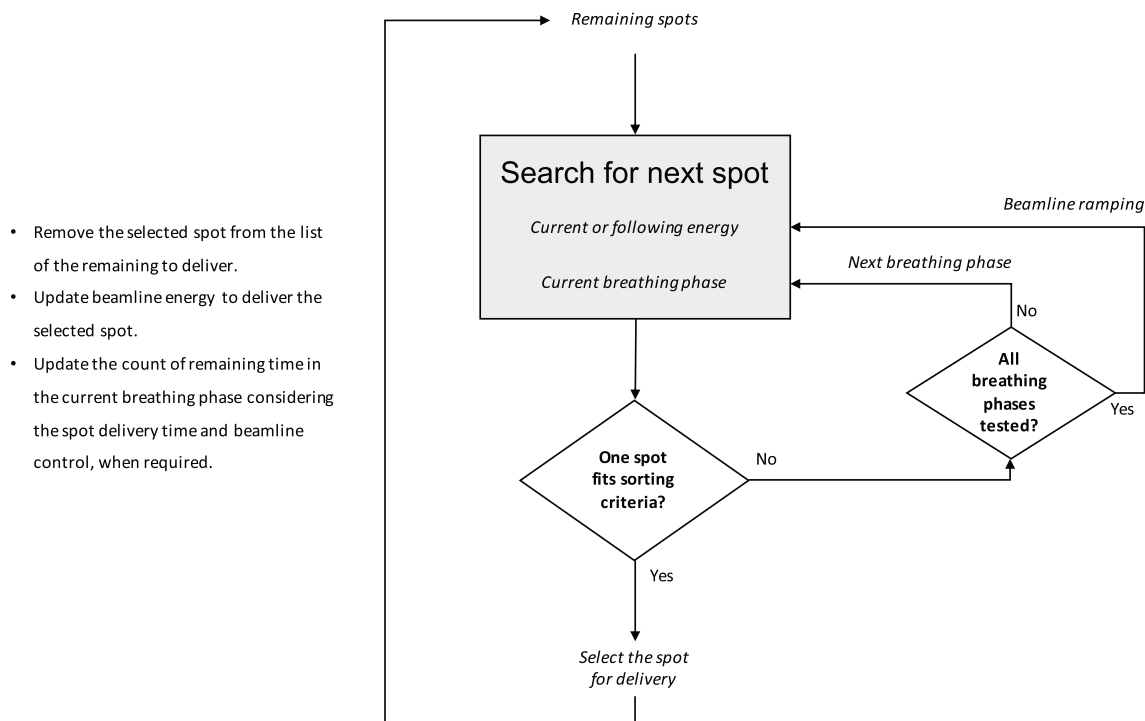 Remaining spots
Search for next spot
Current or following energy
Current breathing phase
Beamline ramping
Next breathing phase
No
All
breathing
phases
tested?
Yes
One spot
fits sorting
criteria?
No
Yes
Select the spot
for delivery
• Remove the selected spot from the list
of the remaining to deliver.
• Update beamline energy to deliver the
selected spot.
• Update the count of remaining time in
the current breathing phase considering
the spot delivery time and beamline
control, when required.